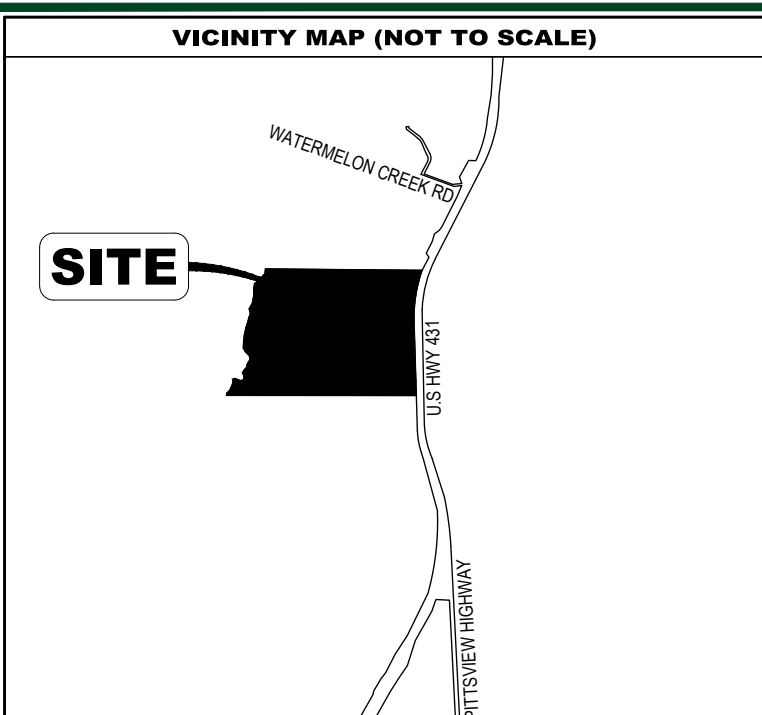 VICINITY MAP (NOT TO SCALE)
WATERMELON CREEK RD
SITE
U.S HWY 431
PITTSVIEW HIGHWAY